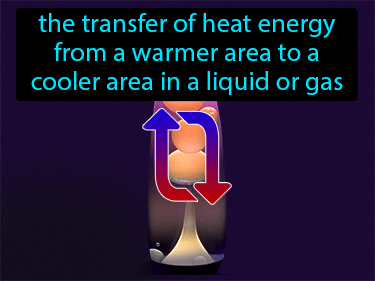 the transfer of heat energy
from a warmer area to a
cooler area in a liquid or gas